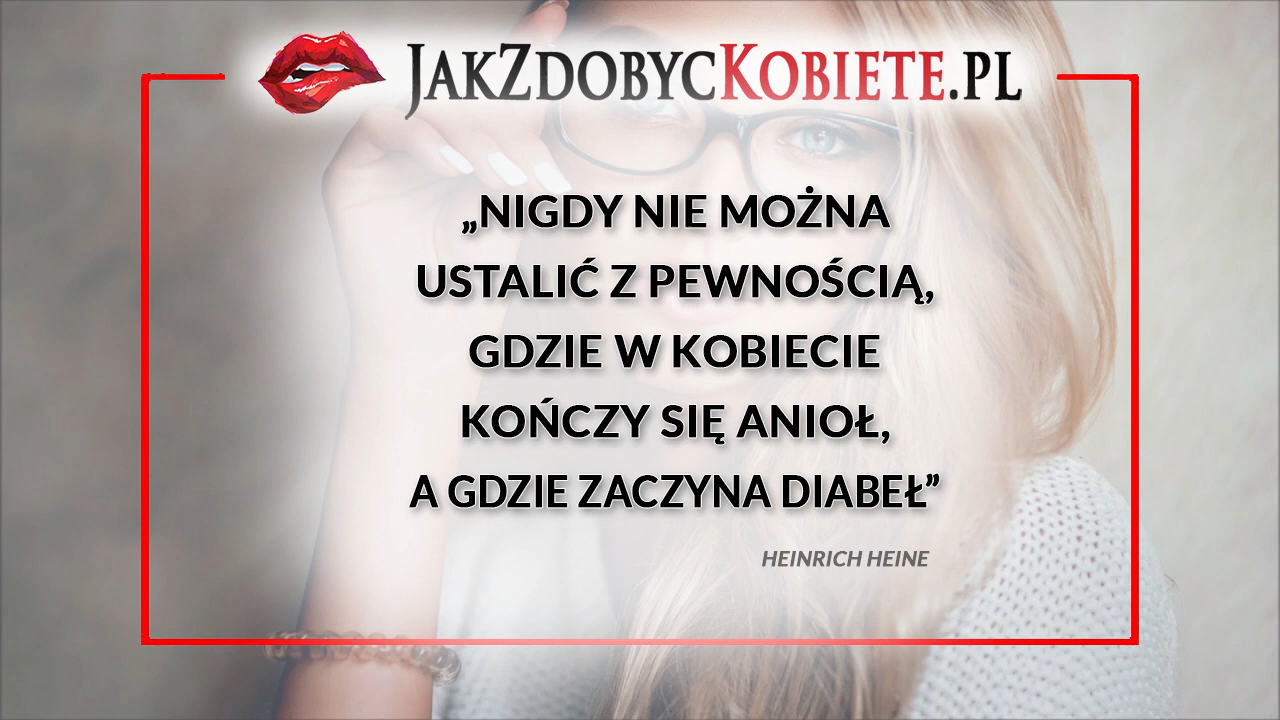 JAKZDOBYCKOBIETE.PL
„NIGDY NIE MOŻNA
USTALIĆ Z PEWNOŚCIĄ,
GDZIE W KOBIECIE
KOŃCZY SIĘ ANIOŁ,
A GDZIE ZACZYNA DIABEŁ”
HEINRICH HEINE